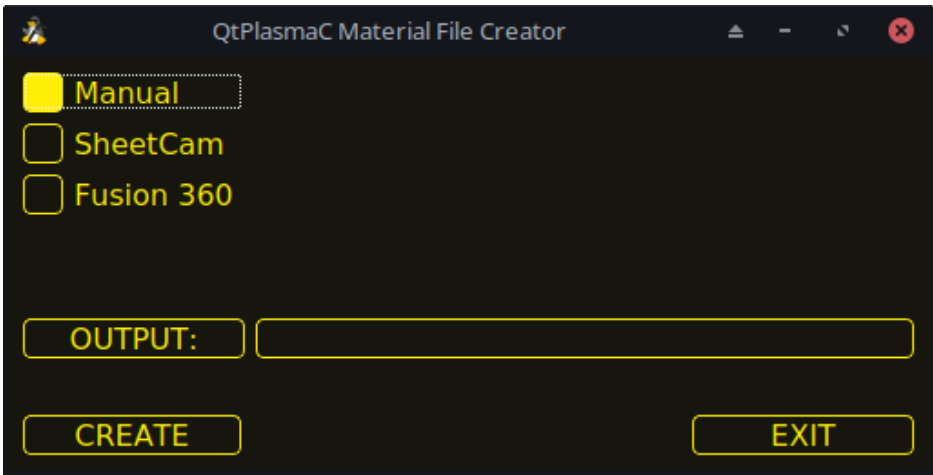 QtPlasmaC Material File Creator
Manual
SheetCam
Fusion 360
OUTPUT:
CREATE
EXIT